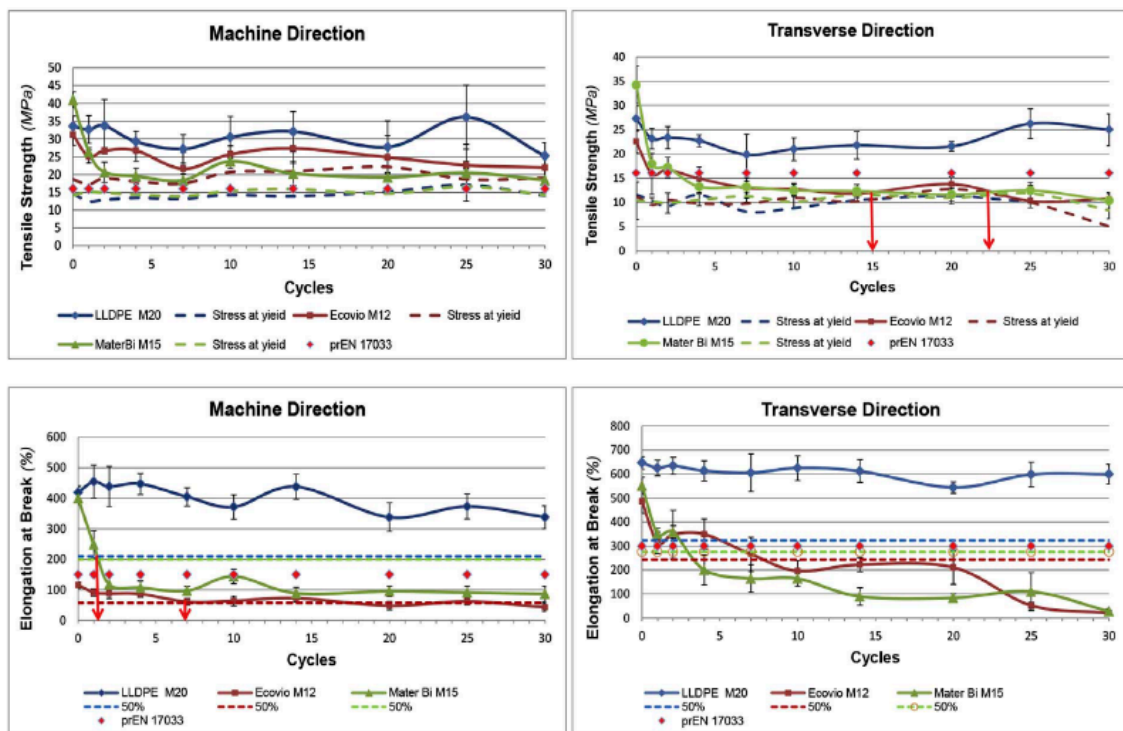 Machine Direction
Tensile Strength (MPa)
50
45
40
35
30
25
20
15
10
5
0
0 5 10 15 20 25 30
Cycles
LLDPE M20 Stress at yieid Ecovio M12 Stress at yieid
MaterBi M15 Stress at yieid prEN 17033
Transverse Direction
Tensile Strength (MPa)
40
35
30
25
20
15
10
5
0
0 5 10 15 20 25 30
Cycles
LLDPE M20 Stress at yieid Ecovio M12 Stress at yieid
Mater Bi M15 Stress at yieid prEN 17033
Machine Direction
Elongation at Break (%)
600
500
400
300
200
100
0
0 5 10 15 20 25 30
Cycles
LLDPE M20 Ecovio M12 Mater Bi M15
50% 50% 50%
prEN 17033
Transverse Direction
Elongation at Break (%)
800
700
600
500
400
300
200
100
0
0 5 10 15 20 25 30
Cycles
LLDPE M20 Ecovio M12 Mater Bi M15
50% 50% 50%
prEN 17033